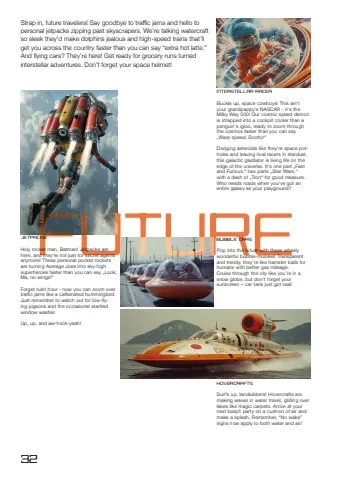 Strap in, future travelers! Say goodbye to traffic jams and hello to
personal jetpacks zipping past skyscrapers. We're talking watercraft
so sleek they'd make dolphins jealous and high-speed trains that'll
get you across the country faster than you can say "extra hot latte."
And flying cars? They're here! Get ready for grocery runs turned
interstellar adventures. Don't forget your space helmet!
INTERSTELLAR RACER
Buckle up, space cowboys! This ain't
your grandpappy's NASCAR - it's the
Milky Way 500! Our cosmic speed demon
is strapped into a cockpit cooler than a
penguin's igloo, ready to zoom through
the cosmos faster than you can say
„Warp speed, Scotty!"
Dodging asteroids like they're space pot-
holes and leaving rival racers in stardust,
this galactic gladiator is living life on the
edge of the universe. It's one part „Fast
and Furious," two parts „Star Wars,"
with a dash of „Tron" for good measure.
Who needs roads when you've got an
entire galaxy as your playground?
FUTURE
JETPACKS
Holy rocket man, Batman! Jetpacks are
here, and they're not just for secret agents
anymore! These personal pocket rockets
are turning Average Joes into sky-high
superheroes faster than you can say „Look,
Ma, no wings!"
Forget rush hour - now you can zoom over
traffic jams like a caffeinated hummingbird.
Just remember to watch out for low-fly-
ing pigeons and the occasional startled
window washer.
Up, up, and aw-heck-yeah!
BUBBLE CARS
Pop into the future with these wheely
wonderful bubble-mobiles! Transparent
and trendy, they're like hamster balls for
humans with better gas mileage.
Cruise through the city like you're in a
snow globe, but don't forget your
sunscreen – car tans just got real!
HOVERCRAFTS
Surf's up, landlubbers! Hovercrafts are
making waves in water travel, gliding over
lakes like magic carpets. Arrive at your
next beach party on a cushion of air and
make a splash. Remember, "No wake"
signs now apply to both water and air!
32